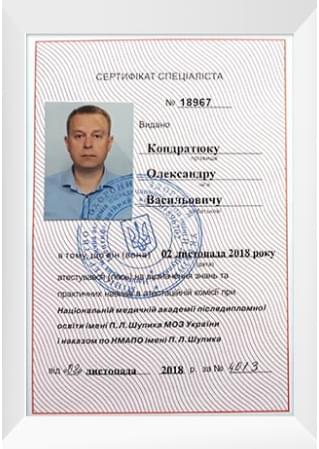 СЕРТИФІКАТ СПЕЦІАЛІСТА
№ 18967
Видано
Кондратюку
прізвище
Олександру
ім'я
Васильовичу
по батькові
в тому, що він (вона) 02 листопада 2018 року
атестувався (лась) на визначення знань та
практичних навичок в атестаційній комісії при
Національній медичній академії післядипломної
освіти імені П.Л.Шупика МОЗ України
і наказом по НМАПО імені П.Л.Шупика
від «02» листопада 2018 р. за № 4013